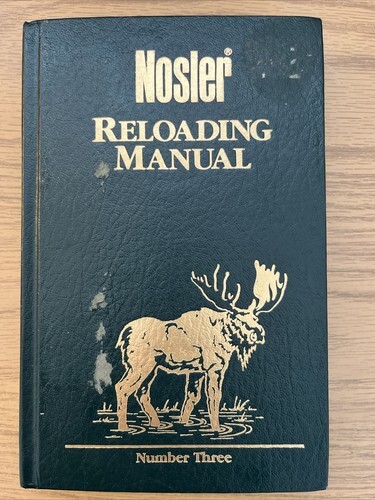 Nosler®
RELOADING
MANUAL
Number Three